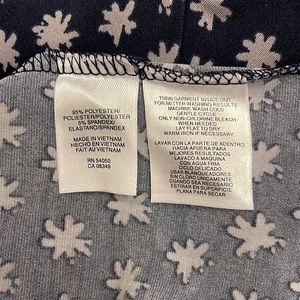 95% POLYESTER/
POLIESTER/POLYESTER
5% SPANDEX/
ELASTANO/SPANDEX
MADE IN VIETNAM
HECHO EN VIETNAM
FAIT AU VIETNAM
RN 54050
CA 08349
TURN GARMENT INSIDE OUT
FOR BETTER WASHING RESULTS
MACHINE WASH COLD
GENTLE CYCLE
ONLY NON-CHLORINE BLEACH
WHEN NEEDED
LAY FLAT TO DRY
WARM IRON IF NECESSARY
LAVAR CON LA PARTE DE ADENTRO
HACIA AFUERA PARA
MEJORES RESULTADOS
LAVADO A MAQUINA
CON AGUA FRIA
CICLO DELICADO
USAR BLANQUEADORES
SIN CLORO UNICAMENTE
CUANDO SEA NECESARIO
ESTIRAR EN SUPERFICIE
PLANA PARA SECAR